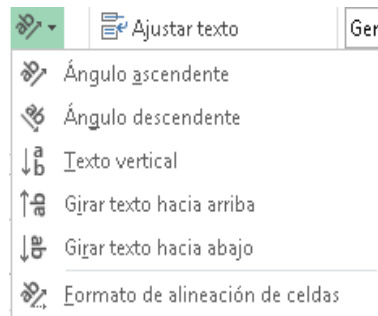 Ajustar texto Ger
Ángulo ascendente
Ángulo descendente
Texto vertical
Girar texto hacia arriba
Girar texto hacia abajo
Formato de alineación de celdas